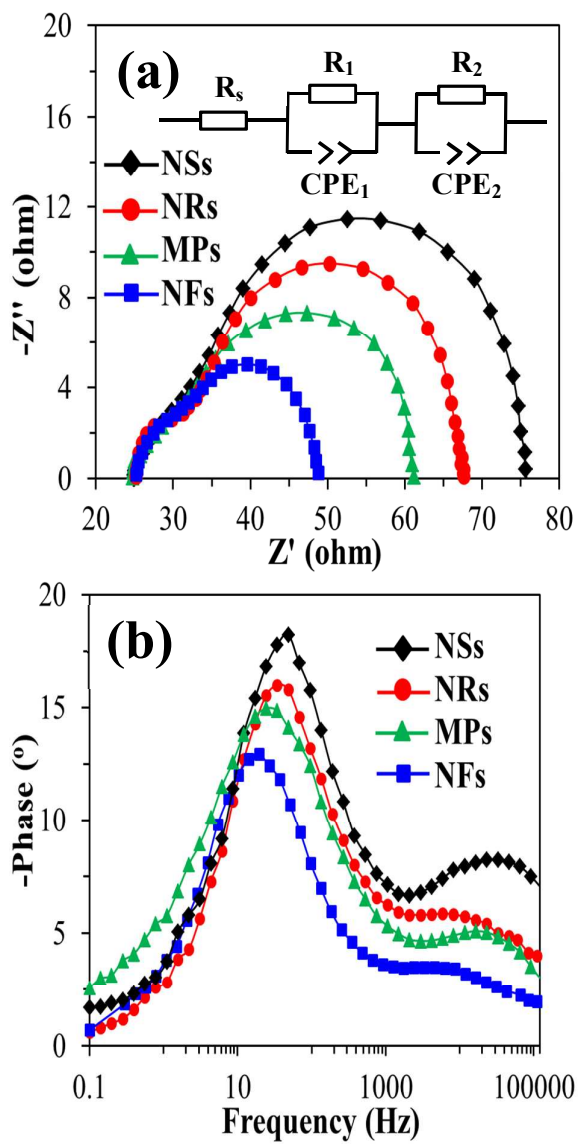 20
16
12
8
4
0
-Z'' (ohm)
(a)
Rs
R1
R2
CPE1
CPE2
NSs
NRs
MPs
NFs
20 30 40 50 60 70 80
Z' (ohm)
20
15
10
5
0
-Phase (º)
(b)
NSs
NRs
MPs
NFs
0.1 10 1000 100000
Frequency (Hz)